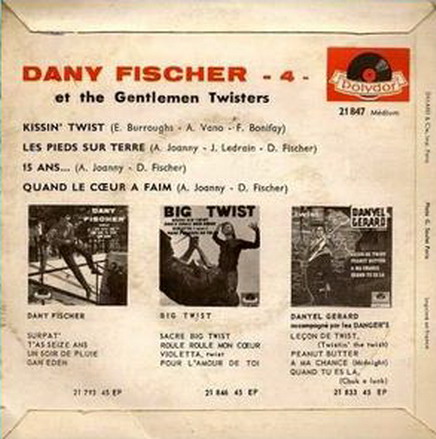 DANY FISCHER - 4 -
et the Gentlemen Twisters
Polydor
21 847 Médium
KISSIN' TWIST (E. Burroughs - A. Vano - F. Bonifay)
LES PIEDS SUR TERRE (A. Joanny - J. Ledrain - D. Fischer)
15 ANS... (A. Joanny - D. Fischer)
QUAND LE CŒUR A FAIM (A. Joanny - D. Fischer)
DANY
FISCHER
BIG TWIST
DANYEL
GERARD
DANY FISCHER
SURPAT'
T'AS SEIZE ANS
UN SOIR DE PLUIE
DAN EDEN
21 793 45 EP
BIG TWIST
SACRE BIG TWIST
ROULE ROULE MON CŒUR
VIOLETTA, twist
POUR L'AMOUR DE TOI
21 846 45 EP
DANYEL GERARD
accompagné par les DANGER'S
LEÇON DE TWIST,
(Twistin' the twist)
PEANUT BUTTER
A MA CHANCE (Midnight)
QUAND TU ES LA,
(Chuk a luck)
21 833 45 EP